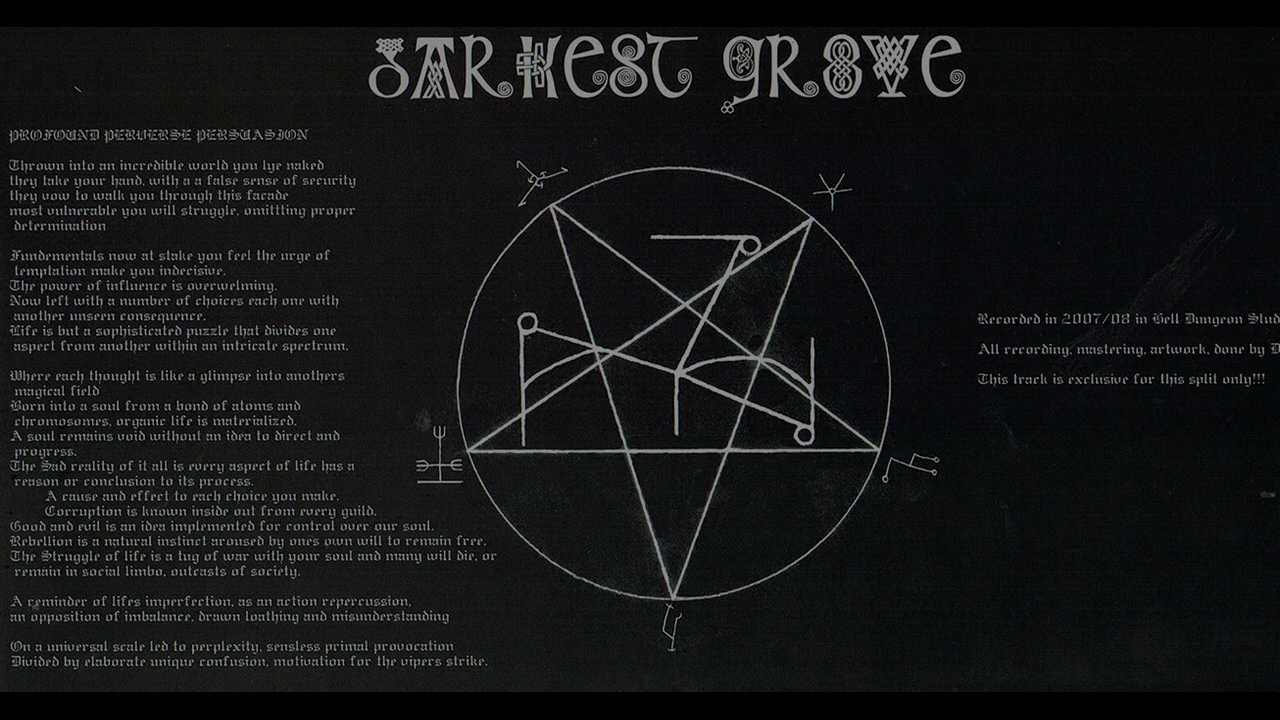 DARKEST GROVE
PROFOUND PERVERSE PERSUASION
Thrown into an incredible world you lye naked
they take your hand, with a a false sense of security
they vow to walk you through this facade
most vulnerable you will struggle, omittting proper
determination
Fundementals now at stake you feel the urge of
temptation make you indecisive.
The power of influence is overwelming.
Now left with a number of choices each one with
another unseen consequence.
Life is but a sophisticated puzzle that divides one
aspect from another within an intricate spectrum.
Where each thought is like a glimpse into anothers
magical field
Born into a soul from a bond of atoms and
chromosomes, organic life is materialized.
A soul remains void without an idea to direct and
progress.
The Sad reality of it all is every aspect of life has a
reason or conclusion to its process.
A cause and effect to each choice you make.
Corruption is known inside out from every guild.
Good and evil is an idea implemented for control over our soul.
Rebellion is a natural instinct aroused by ones own will to remain free.
The Struggle of life is a tug of war with your soul and many will die, or
remain in social limbo, outcasts of society.
A reminder of lifes imperfection, as an action repercussion,
an opposition of imbalance, drawn loathing and misunderstanding
On a universal scale led to perplexity, sensless primal provocation
Divided by elaborate unique confusion, motivation for the vipers strike.
Recorded in 2007/08 in Hell Dungeon Stud
All recording, mastering, artwork, done by D
This track is exclusive for this split only!!!